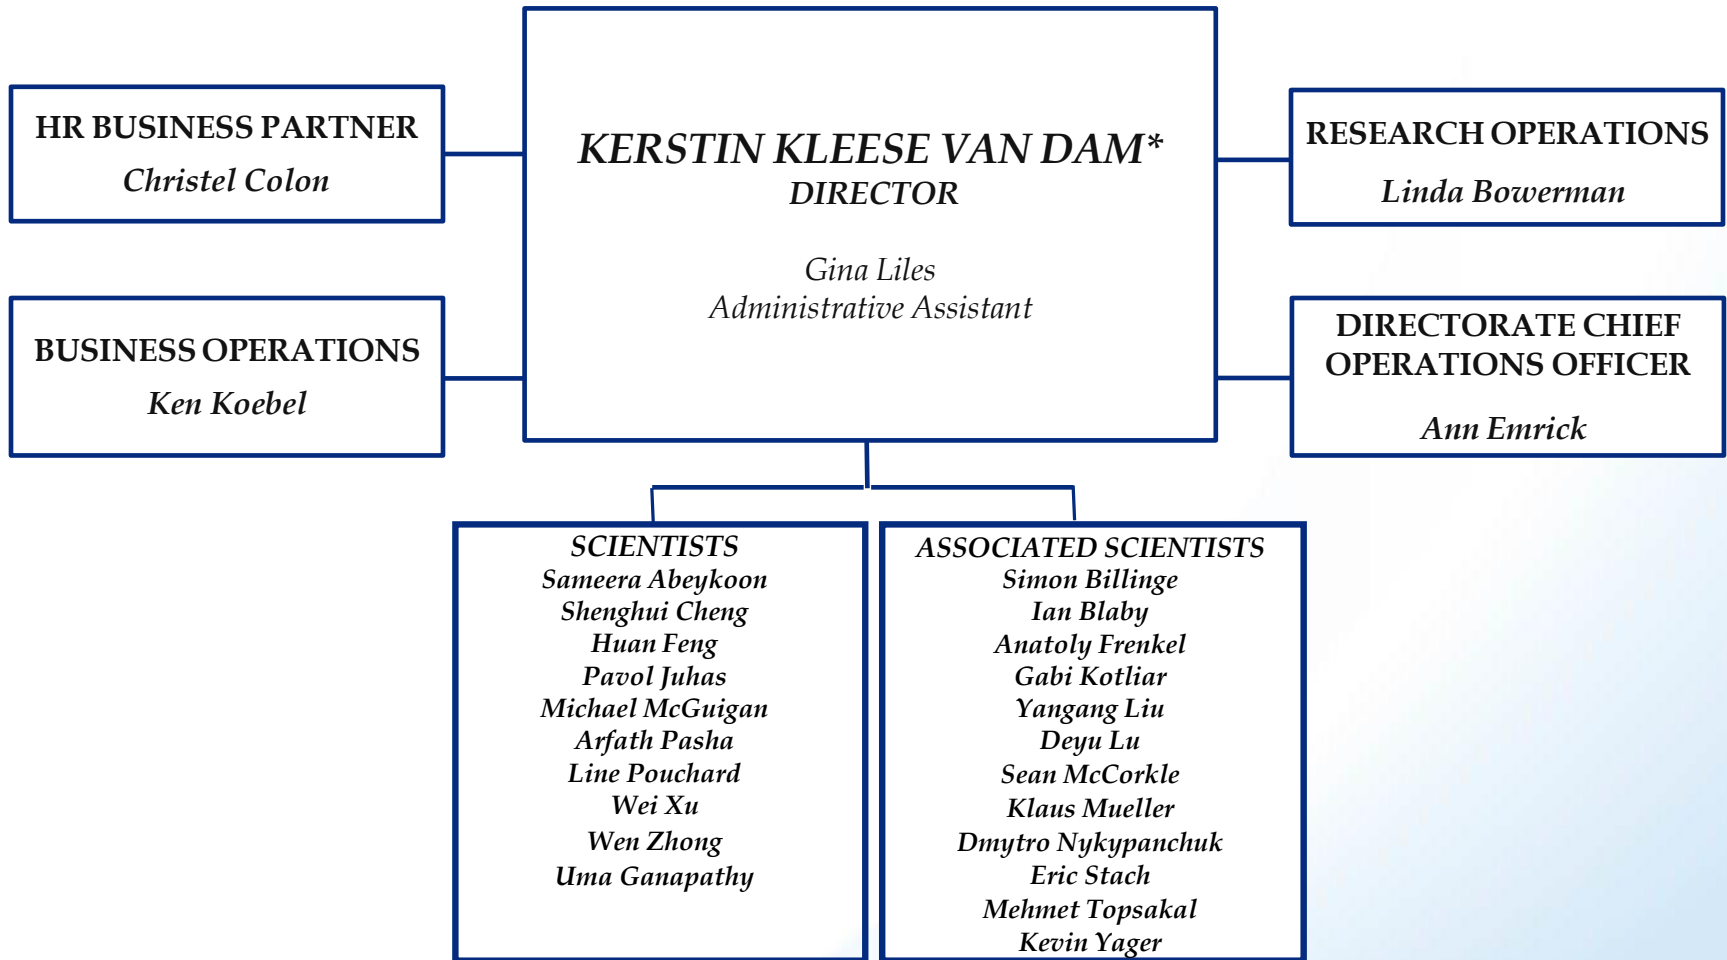 HR BUSINESS PARTNER
Christel Colon
BUSINESS OPERATIONS
Ken Koebel
KERSTIN KLEESE VAN DAM*
DIRECTOR
Gina Liles
Administrative Assistant
RESEARCH OPERATIONS
Linda Bowerman
DIRECTORATE CHIEF
OPERATIONS OFFICER
Ann Emrick
SCIENTISTS
Sameera Abeykoon
Shenghui Cheng
Huan Feng
Pavol Juhas
Michael McGuigan
Arfath Pasha
Line Pouchard
Wei Xu
Wen Zhong
Uma Ganapathy
ASSOCIATED SCIENTISTS
Simon Billinge
Ian Blaby
Anatoly Frenkel
Gabi Kotliar
Yangang Liu
Deyu Lu
Sean McCorkle
Klaus Mueller
Dmytro Nykypanchuk
Eric Stach
Mehmet Topsakal
Kevin Yager